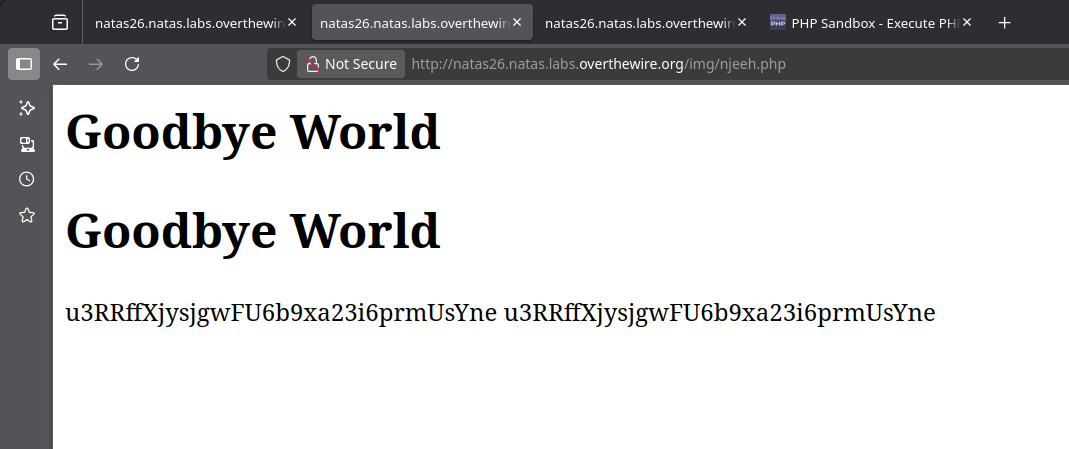 natas26.natas.labs.overthewir
natas26.natas.labs.overthewir
natas26.natas.labs.overthewir
PHP Sandbox - Execute PH
Not Secure
http://natas26.natas.labs.overthewire.org/img/njeeh.php
Goodbye World
Goodbye World
u3RRffXjysjgwFU6b9xa23i6prmUsYne u3RRffXjysjgwFU6b9xa23i6prmUsYne